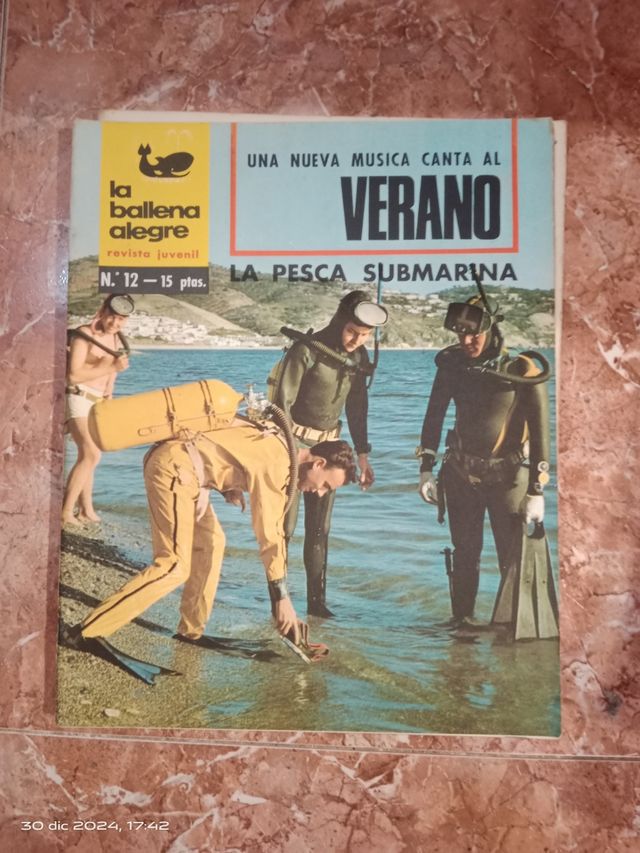 la
ballena
alegre
revista juvenil
N.° 12 — 15 ptas.
UNA NUEVA MUSICA CANTA AL
VERANO
LA PESCA SUBMARINA
30 dic 2024, 17:42